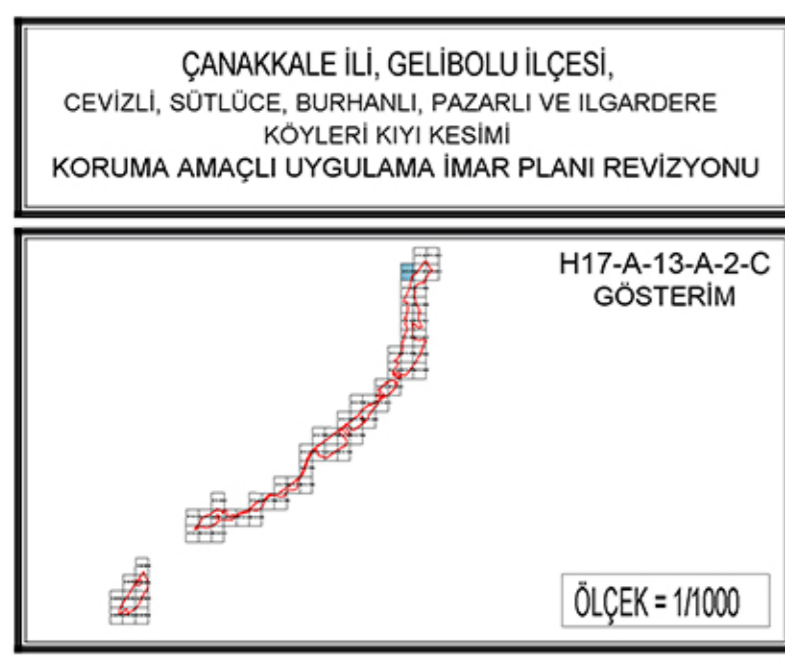 ÇANAKKALE İLİ, GELİBOLU İLÇESİ,
CEVİZLİ, SÜTLÜCE, BURHANLI, PAZARLI VE ILGARDERE
KÖYLERİ KIYI KESİMİ
KORUMA AMAÇLI UYGULAMA İMAR PLANI REVİZYONU
H17-A-13-A-2-C
GÖSTERİM
ÖLÇEK = 1/1000